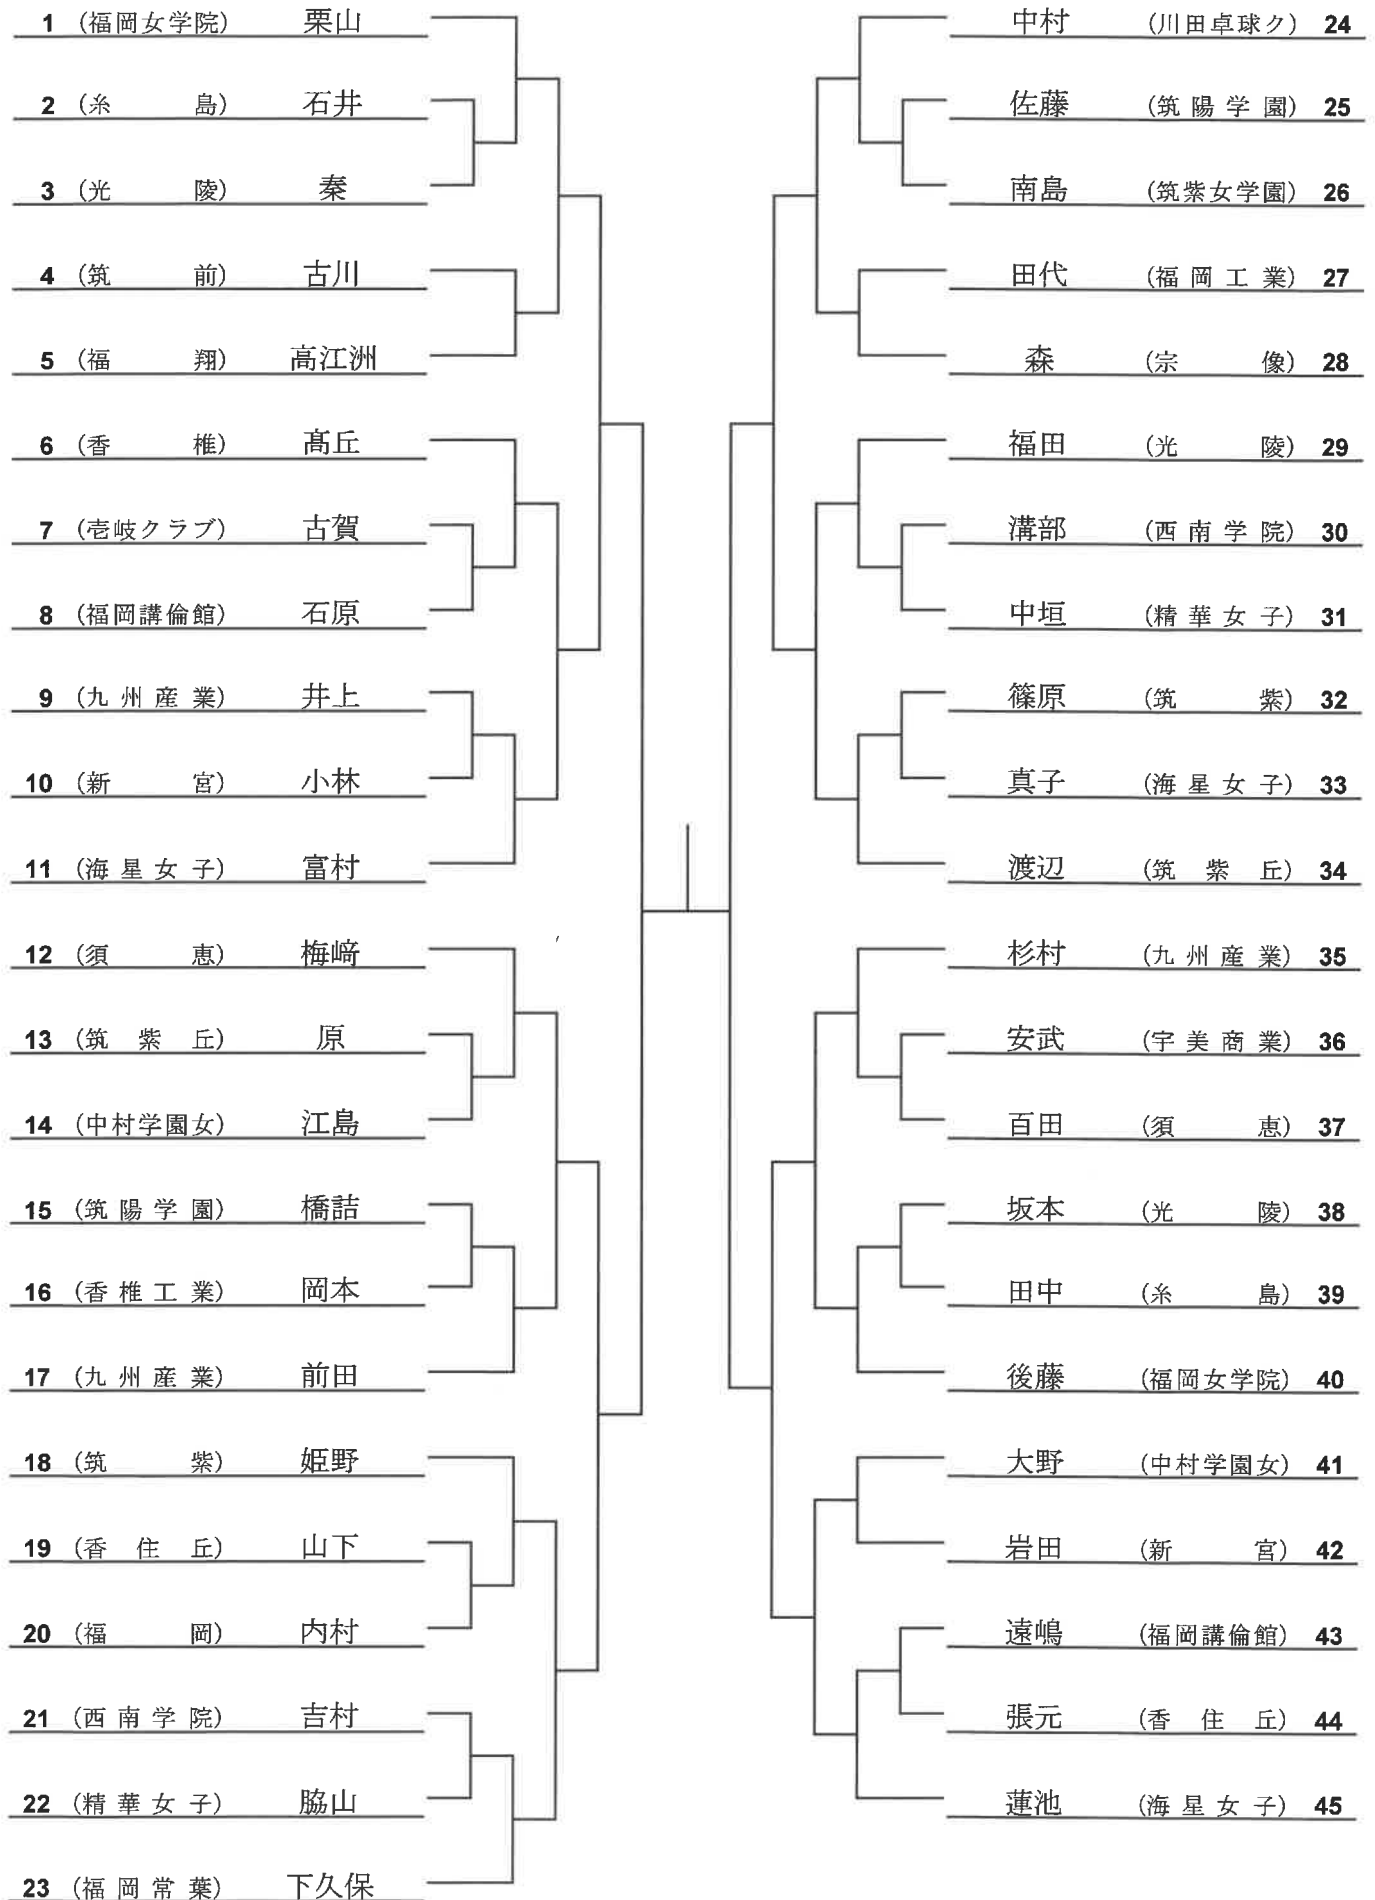 1 (福岡女学院) 栗山
2 (糸島) 石井
3 (光陵) 秦
4 (筑前) 古川
5 (福翔) 高江洲
6 (香椎) 髙丘
7 (壱岐クラブ) 古賀
8 (福岡講倫館) 石原
9 (九州産業) 井上
10 (新宮) 小林
11 (海星女子) 富村
12 (須恵) 梅﨑
13 (筑紫丘) 原
14 (中村学園女) 江島
15 (筑陽学園) 橋詰
16 (香椎工業) 岡本
17 (九州産業) 前田
18 (筑紫) 姫野
19 (香住丘) 山下
20 (福岡) 内村
21 (西南学院) 吉村
22 (精華女子) 脇山
23 (福岡常葉) 下久保
中村 (川田卓球ク) 24
佐藤 (筑陽学園) 25
南島 (筑紫女学園) 26
田代 (福岡工業) 27
森 (宗像) 28
福田 (光陵) 29
溝部 (西南学院) 30
中垣 (精華女子) 31
篠原 (筑紫) 32
真子 (海星女子) 33
渡辺 (筑紫丘) 34
杉村 (九州産業) 35
安武 (宇美商業) 36
百田 (須恵) 37
坂本 (光陵) 38
田中 (糸島) 39
後藤 (福岡女学院) 40
大野 (中村学園女) 41
岩田 (新宮) 42
遠嶋 (福岡講倫館) 43
張元 (香住丘) 44
蓮池 (海星女子) 45